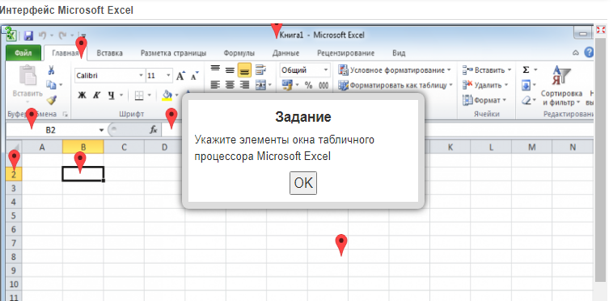 Интерфейс Microsoft Excel
Книга1 - Microsoft Excel
Файл Главная Вставка Разметка страницы Формулы Данные Рецензирование Вид
Calibri 11 Общий Условное форматирование Вставить Σ
Вставить Форматировать как таблицу Удалить Сортировка
Ж К Ч % 000 Формат и фильтр
Буфер обмена Шрифт Ячейки Редактирование
B2 fx
A B C D K L M N
Задание
Укажите элементы окна табличного
процессора Microsoft Excel
OK
2
3
4
5
6
7
8
9
10
11